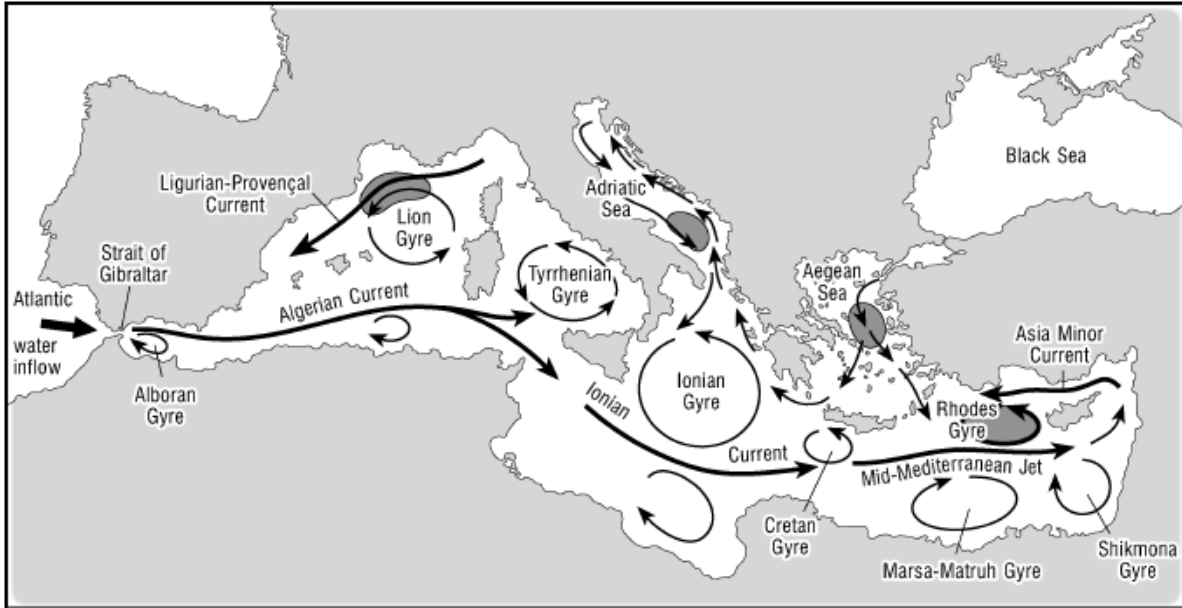 Black Sea
Ligurian-Provençal
Current
Adriatic
Sea
Lion
Gyre
Strait of
Gibraltar
Tyrrhenian
Gyre
Aegean
Sea
Atlantic
water
inflow
Algerian Current
Asia Minor
Current
Alboran
Gyre
Ionian
Gyre
Rhodes
Gyre
Ionian
Current
Mid-Mediterranean Jet
Cretan
Gyre
Marsa-Matruh Gyre
Shikmona
Gyre